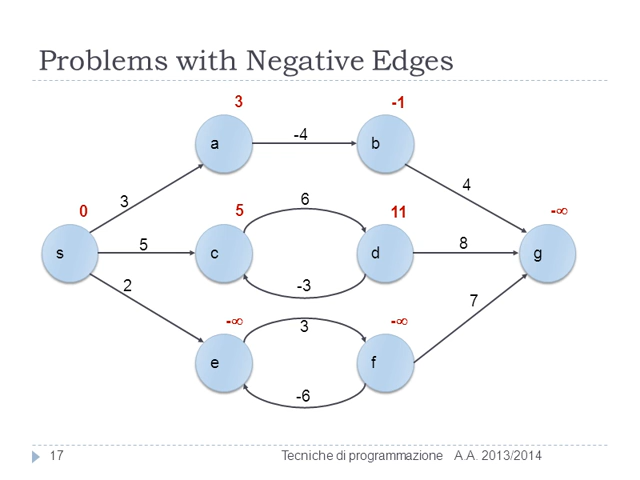 Problems with Negative Edges
3
-1
a
-4
b
4
3
0
5
6
11
-∞
s
5
c
d
8
g
2
-3
7
-∞
3
-∞
e
f
-6
17
Tecniche di programmazione A.A. 2013/2014